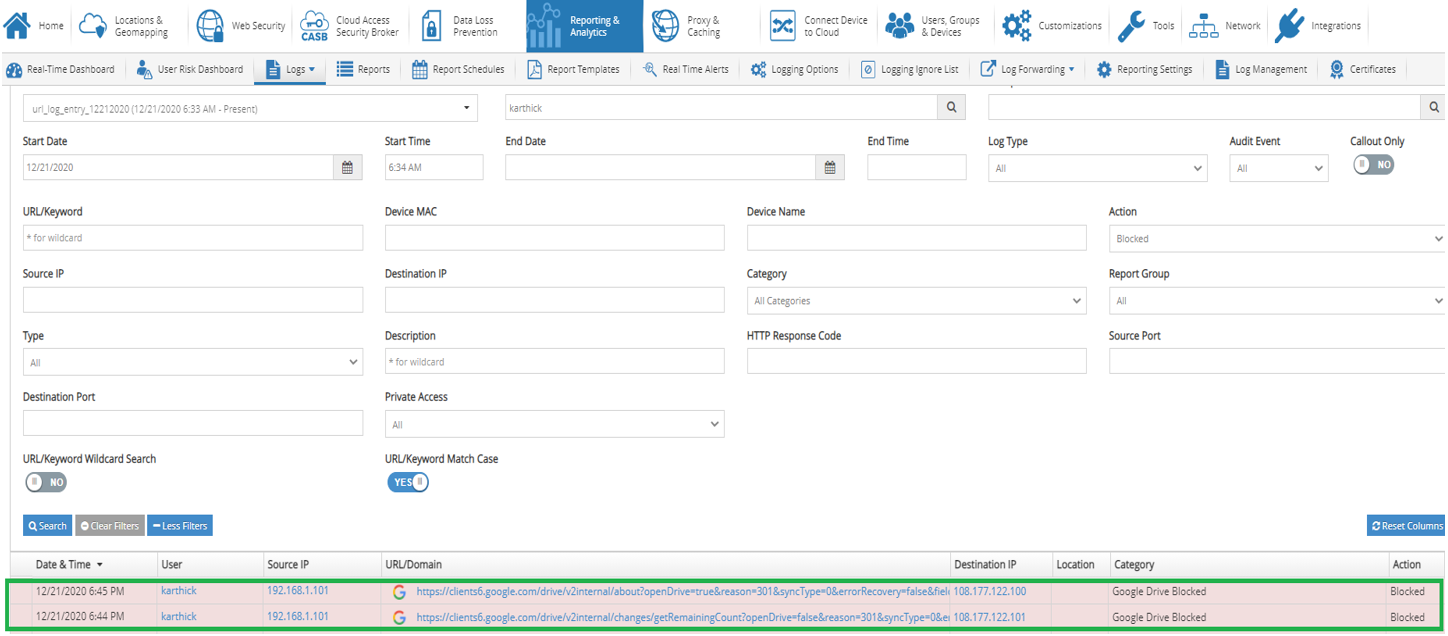 Home
Locations &
Geomapping
Web Security
CASB
Cloud Access
Security Broker
Data Loss
Prevention
Reporting &
Analytics
Proxy &
Caching
Connect Device
to Cloud
Users, Groups
& Devices
Customizations
Tools
Network
Integrations
Real-Time Dashboard
User Risk Dashboard
Logs
Reports
Report Schedules
Report Templates
Real Time Alerts
Logging Options
Logging Ignore List
Log Forwarding
Reporting Settings
Log Management
Certificates
url_log_entry_12212020 (12/21/2020 6:33 AM - Present)
karthick
Start Date Start Time End Date End Time Log Type Audit Event Callout Only
12/21/2020 6:34 AM All All NO
URL/Keyword Device MAC Device Name Action
* for wildcard Blocked
Source IP Destination IP Category Report Group
All Categories All
Type Description HTTP Response Code Source Port
All * for wildcard
Destination Port Private Access
All
URL/Keyword Wildcard Search URL/Keyword Match Case
NO YES
Search Clear Filters Less Filters Reset Columns
Date & Time User Source IP URL/Domain Destination IP Location Category Action
12/21/2020 6:45 PM karthick 192.168.1.101 https://clients6.google.com/drive/v2internal/about?openDrive=true&reason=301&syncType=0&errorRecovery=false&fiel 108.177.122.100 Google Drive Blocked Blocked
12/21/2020 6:44 PM karthick 192.168.1.101 https://clients6.google.com/drive/v2internal/changes/getRemainingCount?openDrive=false&reason=301&syncType=0&e 108.177.122.101 Google Drive Blocked Blocked